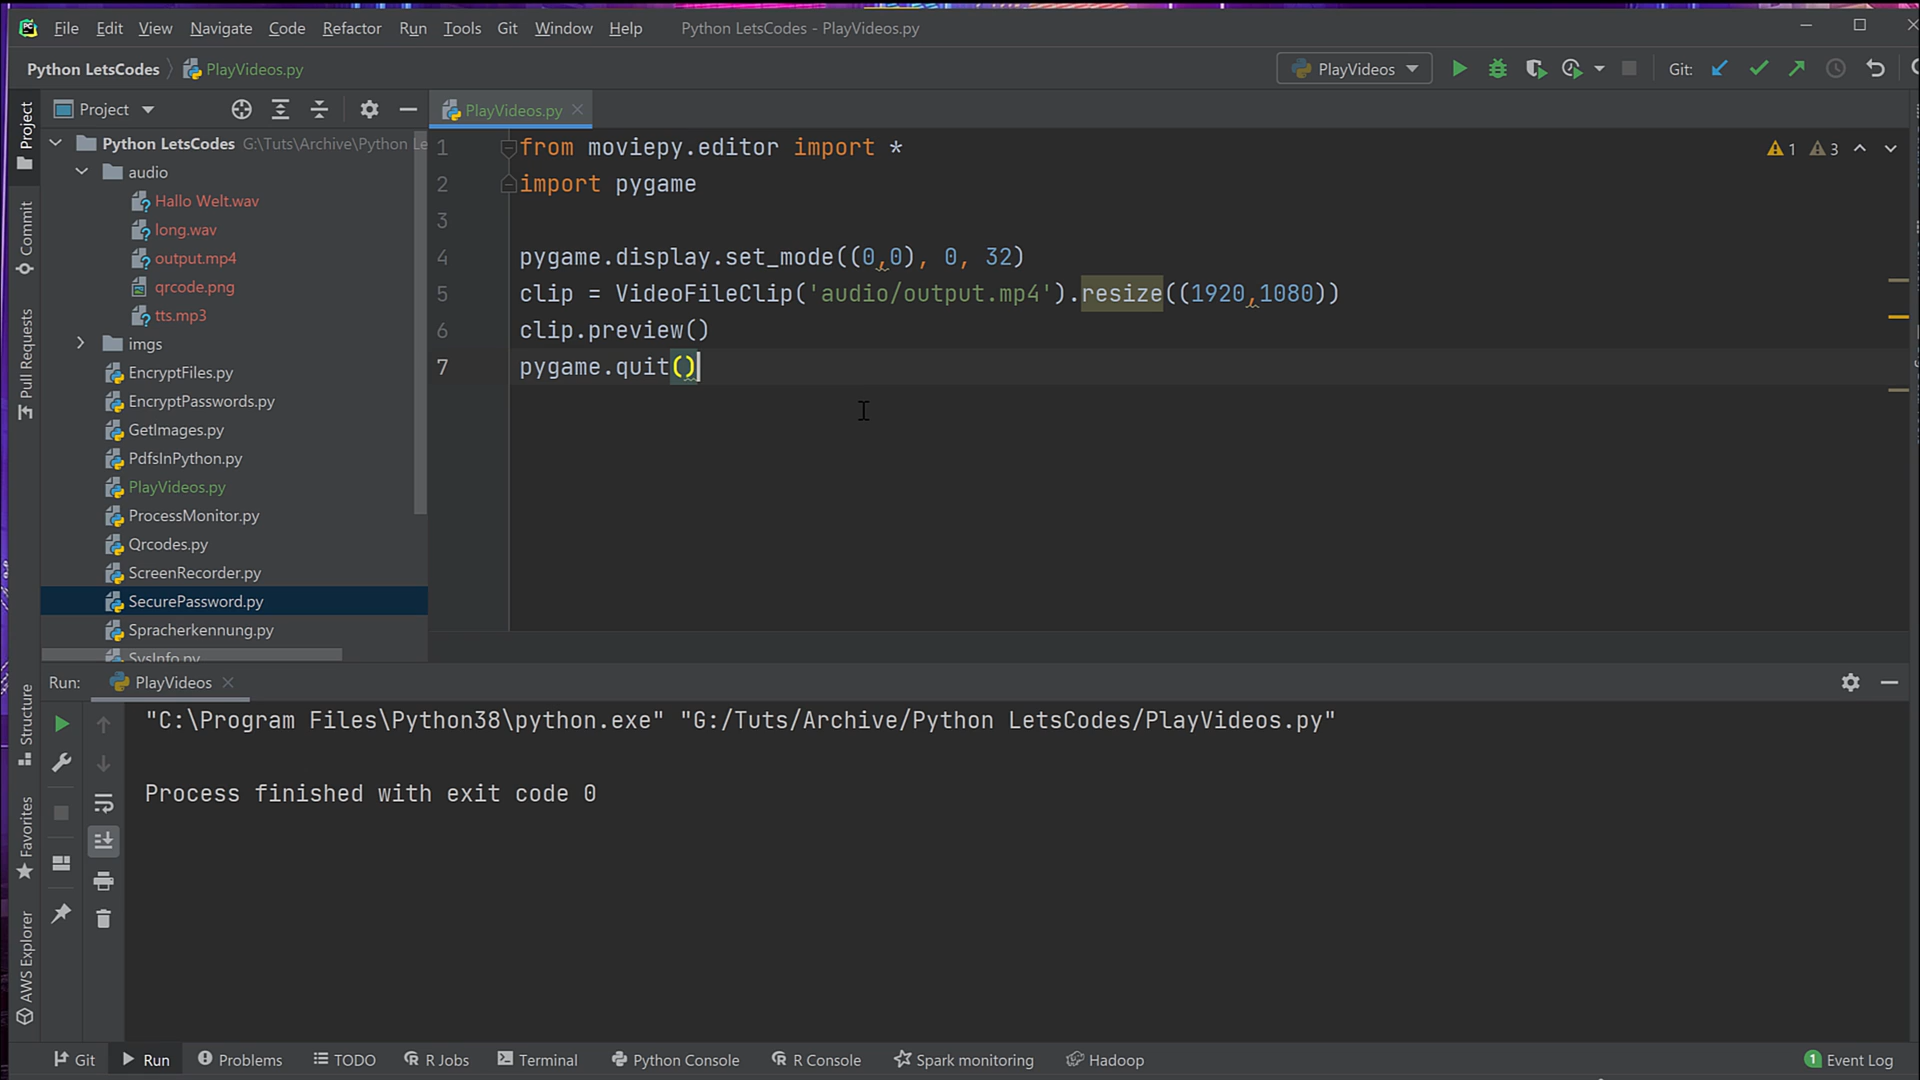 File Edit View Navigate Code Refactor Run Tools Git Window Help Python LetsCodes - PlayVideos.py
Python LetsCodes PlayVideos.py PlayVideos Git:
Project PlayVideos.py
Project
Commit
Pull Requests
Structure
Favorites
AWS Explorer
Python LetsCodes G:\Tuts\Archive\Python Le
audio
Hallo Welt.wav
long.wav
output.mp4
qrcode.png
tts.mp3
imgs
EncryptFiles.py
EncryptPasswords.py
GetImages.py
PdfsInPython.py
PlayVideos.py
ProcessMonitor.py
Qrcodes.py
ScreenRecorder.py
SecurePassword.py
Spracherkennung.py
SysInfo.py
1 from moviepy.editor import *
2 import pygame
3
4 pygame.display.set_mode((0,0), 0, 32)
5 clip = VideoFileClip('audio/output.mp4').resize((1920,1080))
6 clip.preview()
7 pygame.quit()
1 3
Run: PlayVideos
"C:\Program Files\Python38\python.exe" "G:/Tuts/Archive/Python LetsCodes/PlayVideos.py"
Process finished with exit code 0
Git Run Problems TODO R Jobs Terminal Python Console R Console Spark monitoring Hadoop 1 Event Log